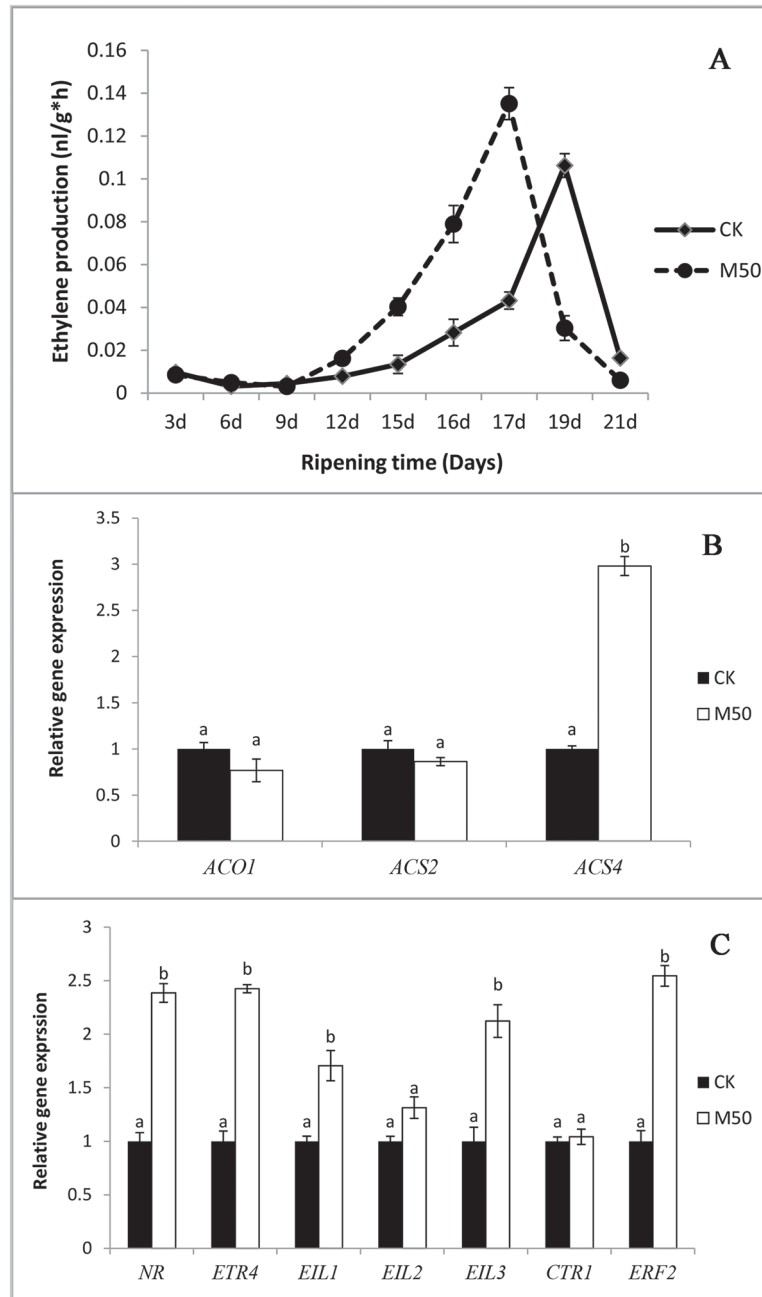 A
Ethylene production (nl/g*h)
0.16
0.14
0.12
0.1
0.08
0.06
0.04
0.02
0
3d 6d 9d 12d 15d 16d 17d 19d 21d
Ripening time (Days)
CK
M50
B
Relative gene expression
3.5
3
2.5
2
1.5
1
0.5
0
a a a a a b
ACO1 ACS2 ACS4
CK
M50
C
Relative gene exprssion
3
2.5
2
1.5
1
0.5
0
a b a b a b a a a b a a a b
NR ETR4 EIL1 EIL2 EIL3 CTR1 ERF2
CK
M50